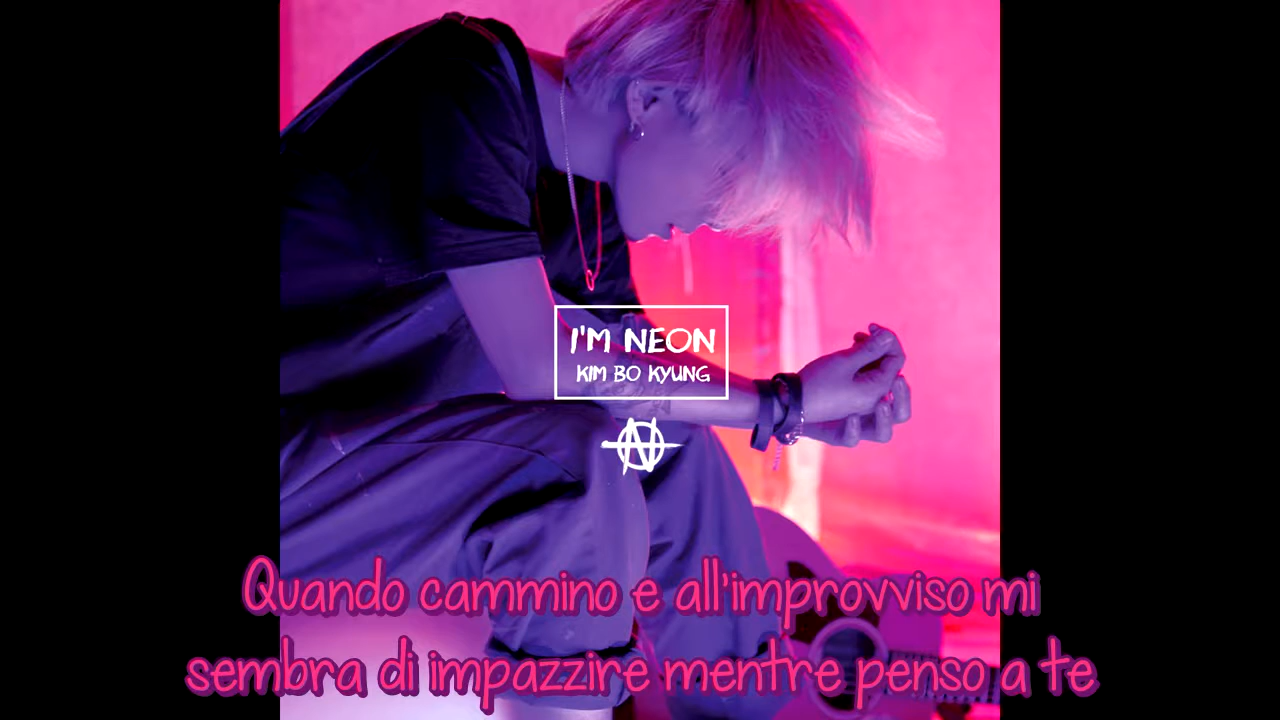 I'M NEON
KIM BO KYUNG
Quando cammino e all'improvviso mi
sembra di impazzire mentre penso a te